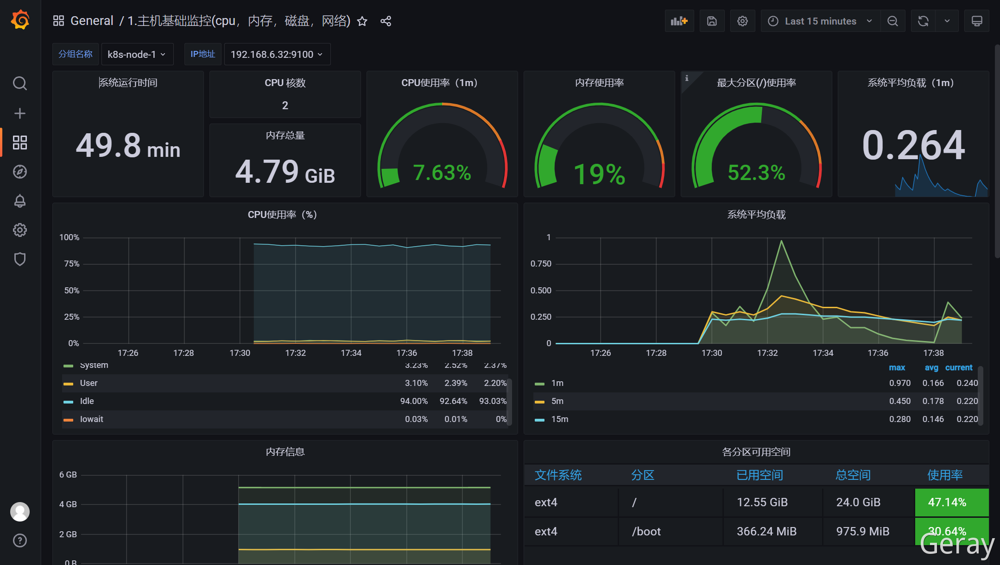 General / 1.主机基础监控(cpu，内存，磁盘，网络)
Last 15 minutes
分组名称 k8s-node-1 IP地址 192.168.6.32:9100
系统运行时间
49.8 min
CPU 核数
2
内存总量
4.79 GiB
CPU使用率（1m）
7.63%
内存使用率
19%
最大分区(/)使用率
52.3%
系统平均负载（1m）
0.264
CPU使用率（%）
100%
75%
50%
25%
0%
17:26 17:28 17:30 17:32 17:34 17:36 17:38
System 3.23% 2.52% 2.37%
User 3.10% 2.39% 2.20%
Idle 94.00% 92.64% 93.03%
Iowait 0.03% 0.01% 0%
系统平均负载
1
0.750
0.500
0.250
0
17:26 17:28 17:30 17:32 17:34 17:36 17:38
max avg current
1m 0.970 0.166 0.240
5m 0.450 0.178 0.220
15m 0.280 0.146 0.220
内存信息
6 GB
4 GB
2 GB
0 B
各分区可用空间
文件系统 分区 已用空间 总空间 使用率
ext4 / 12.55 GiB 24.0 GiB 47.14%
ext4 /boot 366.24 MiB 975.9 MiB 30.64%
Geray